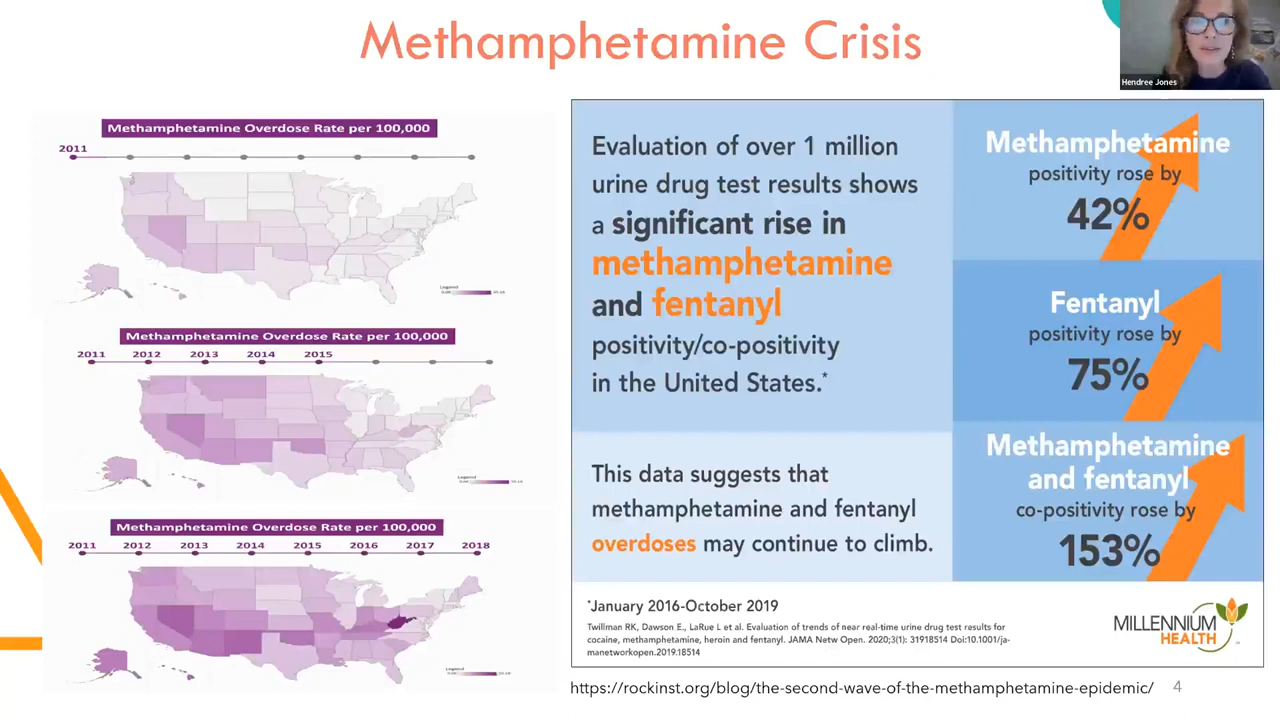 Methamphetamine Crisis
Hendree Jones
Methamphetamine Overdose Rate per 100,000
2011
Legend
Methamphetamine Overdose Rate per 100,000
2011 2012 2013 2014 2015
Legend
Methamphetamine Overdose Rate per 100,000
2011 2012 2013 2014 2015 2016 2017 2018
Legend
Evaluation of over 1 million
urine drug test results shows
a significant rise in
methamphetamine
and fentanyl
positivity/co-positivity
in the United States.*
This data suggests that
methamphetamine and fentanyl
overdoses may continue to climb.
Methamphetamine
positivity rose by
42%
Fentanyl
positivity rose by
75%
Methamphetamine
and fentanyl
co-positivity rose by
153%
*January 2016-October 2019
Twillman RK, Dawson E., LaRue L et al. Evaluation of trends of near real-time urine drug test results for
cocaine, methamphetamine, heroin and fentanyl. JAMA Netw Open. 2020;3(1): 31918514 Doi:10.1001/ja-
manetworkopen.2019.18514
MILLENNIUM
HEALTH
https://rockinst.org/blog/the-second-wave-of-the-methamphetamine-epidemic/
4